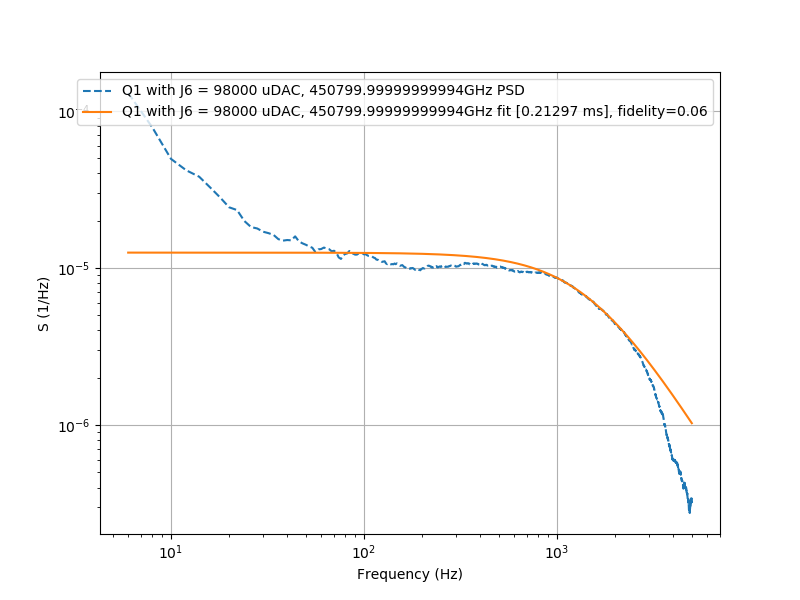 Q1 with J6 = 98000 uDAC, 450799.99999999994GHz PSD
Q1 with J6 = 98000 uDAC, 450799.99999999994GHz fit [0.21297 ms], fidelity=0.06
10⁻⁴
10⁻⁵
10⁻⁶
S (1/Hz)
10¹ 10² 10³
Frequency (Hz)